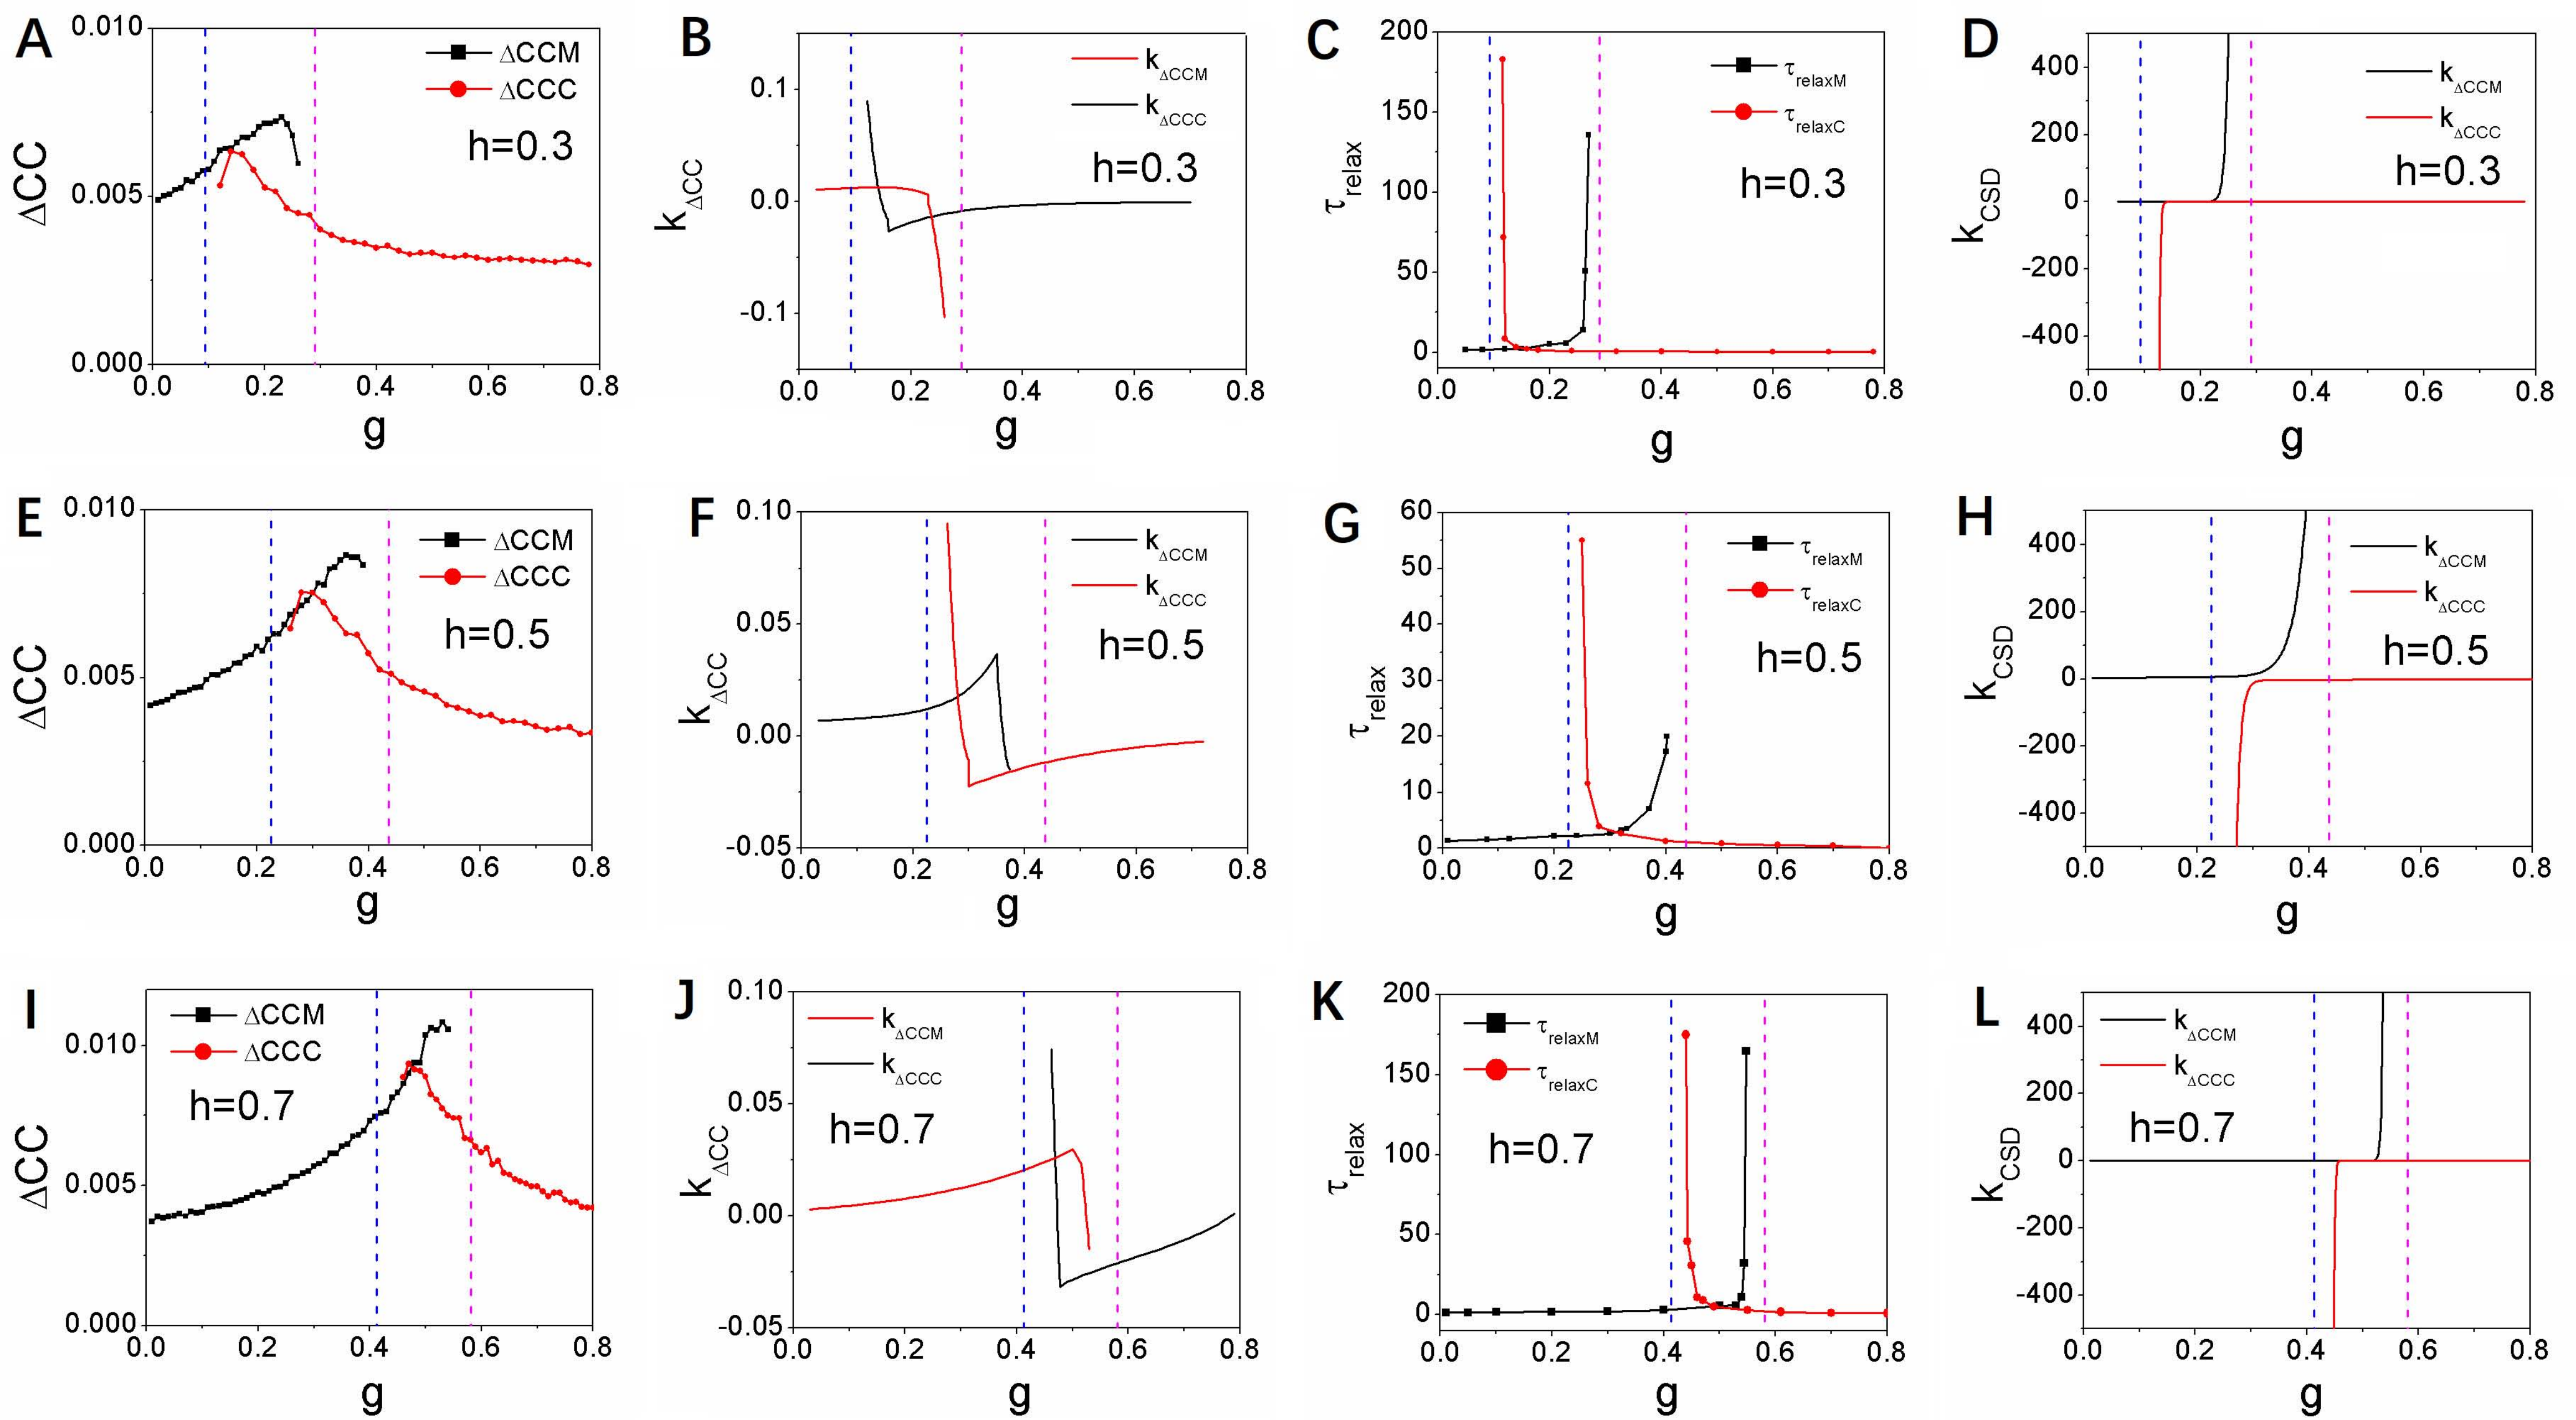 A
0.010
0.005
0.000
ΔCC
ΔCCM
ΔCCC
h=0.3
0.0 0.2 0.4 0.6 0.8
g
B
0.1
0.0
-0.1
kΔCC
kΔCCM
kΔCCC
h=0.3
0.0 0.2 0.4 0.6 0.8
g
C
200
150
100
50
0
τrelax
τrelaxM
τrelaxC
h=0.3
0.0 0.2 0.4 0.6 0.8
g
D
400
200
0
-200
-400
kCSD
kΔCCM
kΔCCC
h=0.3
0.0 0.2 0.4 0.6 0.8
g
E
0.010
0.005
0.000
ΔCC
ΔCCM
ΔCCC
h=0.5
0.0 0.2 0.4 0.6 0.8
g
F
0.10
0.05
0.00
-0.05
kΔCC
kΔCCM
kΔCCC
h=0.5
0.0 0.2 0.4 0.6 0.8
g
G
60
50
40
30
20
10
0
τrelax
τrelaxM
τrelaxC
h=0.5
0.0 0.2 0.4 0.6 0.8
g
H
400
200
0
-200
-400
kCSD
kΔCCM
kΔCCC
h=0.5
0.0 0.2 0.4 0.6 0.8
g
I
0.010
0.005
0.000
ΔCC
ΔCCM
ΔCCC
h=0.7
0.0 0.2 0.4 0.6 0.8
g
J
0.10
0.05
0.00
-0.05
kΔCC
kΔCCM
kΔCCC
h=0.7
0.0 0.2 0.4 0.6 0.8
g
K
200
150
100
50
0
τrelax
τrelaxM
τrelaxC
h=0.7
0.0 0.2 0.4 0.6 0.8
g
L
400
200
0
-200
-400
kCSD
kΔCCM
kΔCCC
h=0.7
0.0 0.2 0.4 0.6 0.8
g